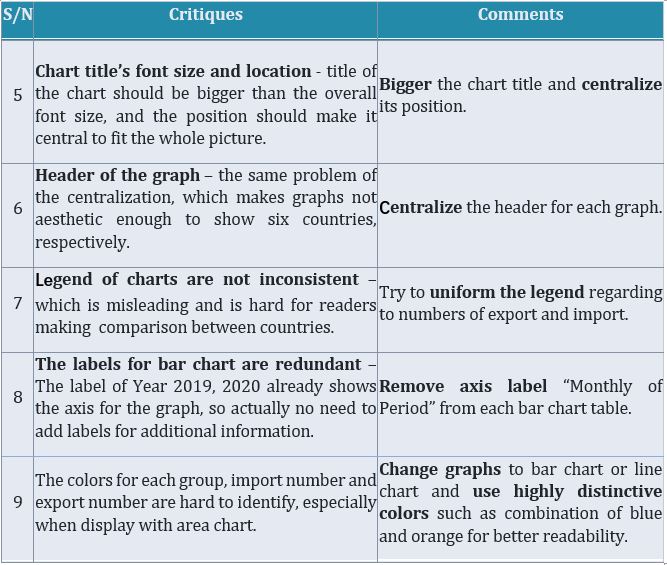 S/N Critiques Comments
5
Chart title's font size and location - title of
the chart should be bigger than the overall
font size, and the position should make it
central to fit the whole picture.
Bigger the chart title and centralize
its position.
6
Header of the graph – the same problem of
the centralization, which makes graphs not
aesthetic enough to show six countries,
respectively.
Centralize the header for each graph.
7
Legend of charts are not inconsistent –
which is misleading and is hard for readers
making comparison between countries.
Try to uniform the legend regarding
to numbers of export and import.
8
The labels for bar chart are redundant –
The label of Year 2019, 2020 already shows
the axis for the graph, so actually no need to
add labels for additional information.
Remove axis label “Monthly of
Period” from each bar chart table.
9
The colors for each group, import number and
export number are hard to identify, especially
when display with area chart.
Change graphs to bar chart or line
chart and use highly distinctive
colors such as combination of blue
and orange for better readability.